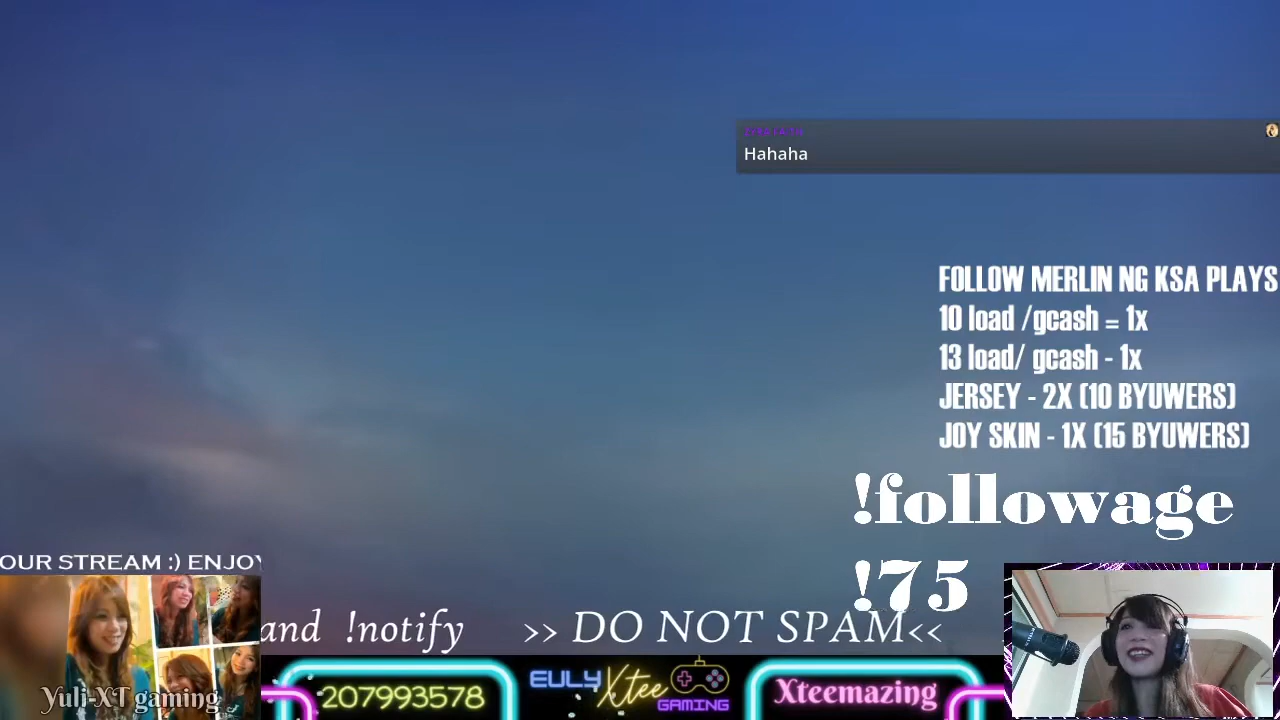 Hahaha
FOLLOW MERLIN NG KSA PLAYS
10 load /gcash = 1x
13 load/ gcash - 1x
JERSEY - 2X (10 BYUWERS)
JOY SKIN - 1X (15 BYUWERS)
!followage
!75
OUR STREAM :) ENJOY
and !notify >> DO NOT SPAM<<
Yuli-XT gaming
207993578
EULY Xtee GAMING
Xteemazing